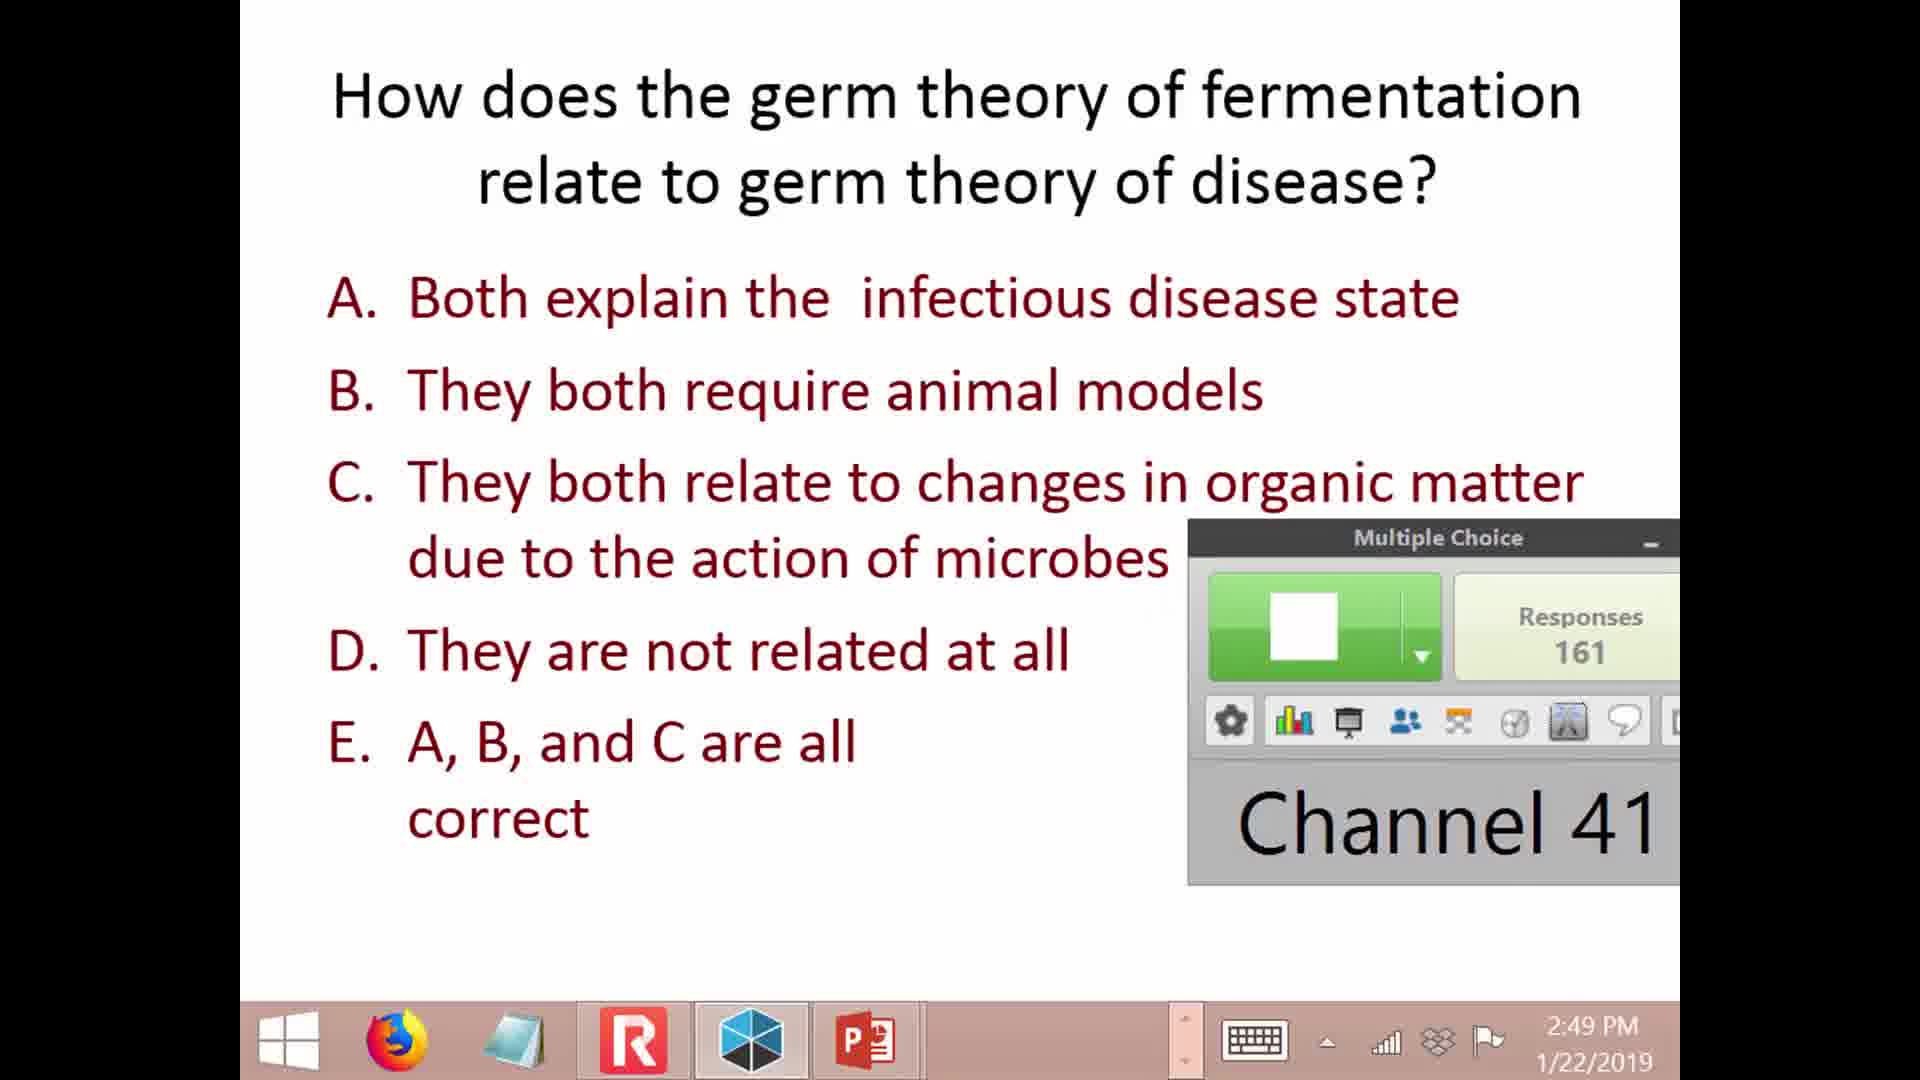 How does the germ theory of fermentation
relate to germ theory of disease?
A. Both explain the infectious disease state
B. They both require animal models
C. They both relate to changes in organic matter
due to the action of microbes
D. They are not related at all
E. A, B, and C are all
correct
Multiple Choice
Responses
161
Channel 41
R
P
2:49 PM
1/22/2019